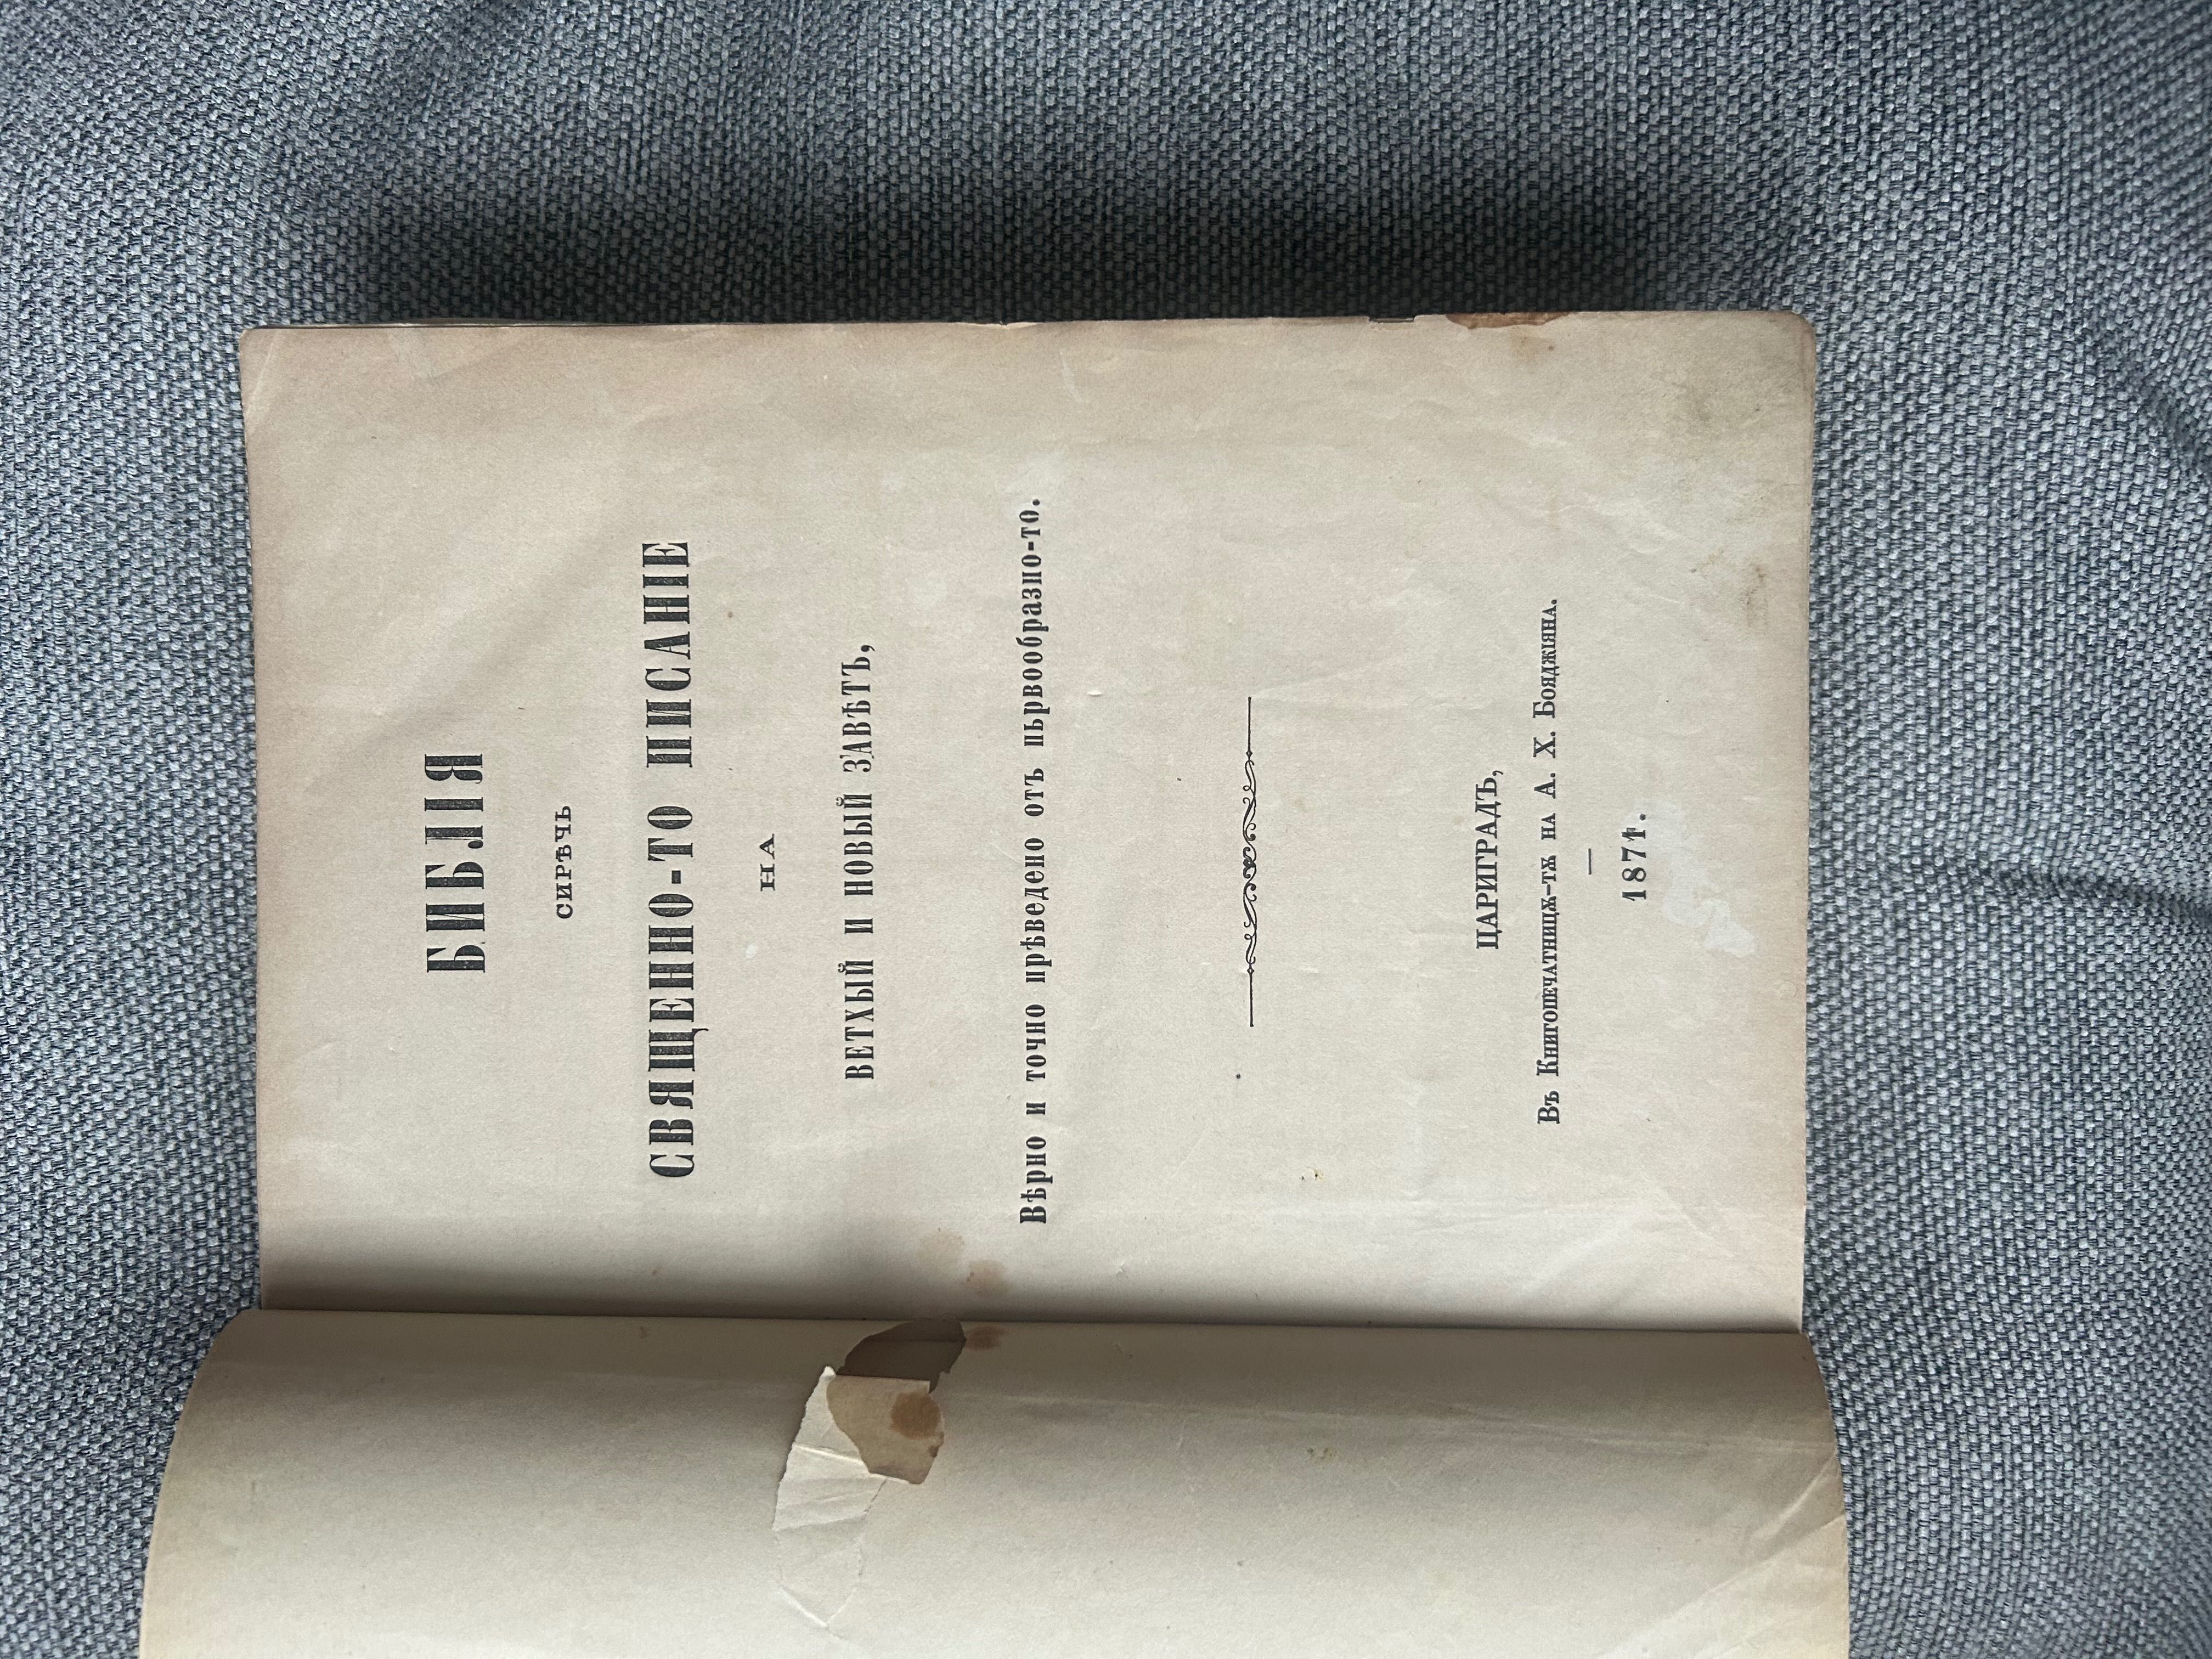 БИБЛІЯ
СИРѢЧЬ
СВЯЩЕННО-ТО ПИСАНІЕ
НА
ВЕТХЫЙ И НОВЫЙ ЗАВѢТЪ,
Вѣрно и точно прѣведено отъ пьрвообразно-то.
ЦАРИГРАДЪ,
Въ Книгопечатницѫ-тѫ на А. Х. Бояджіяна.
—
1871.